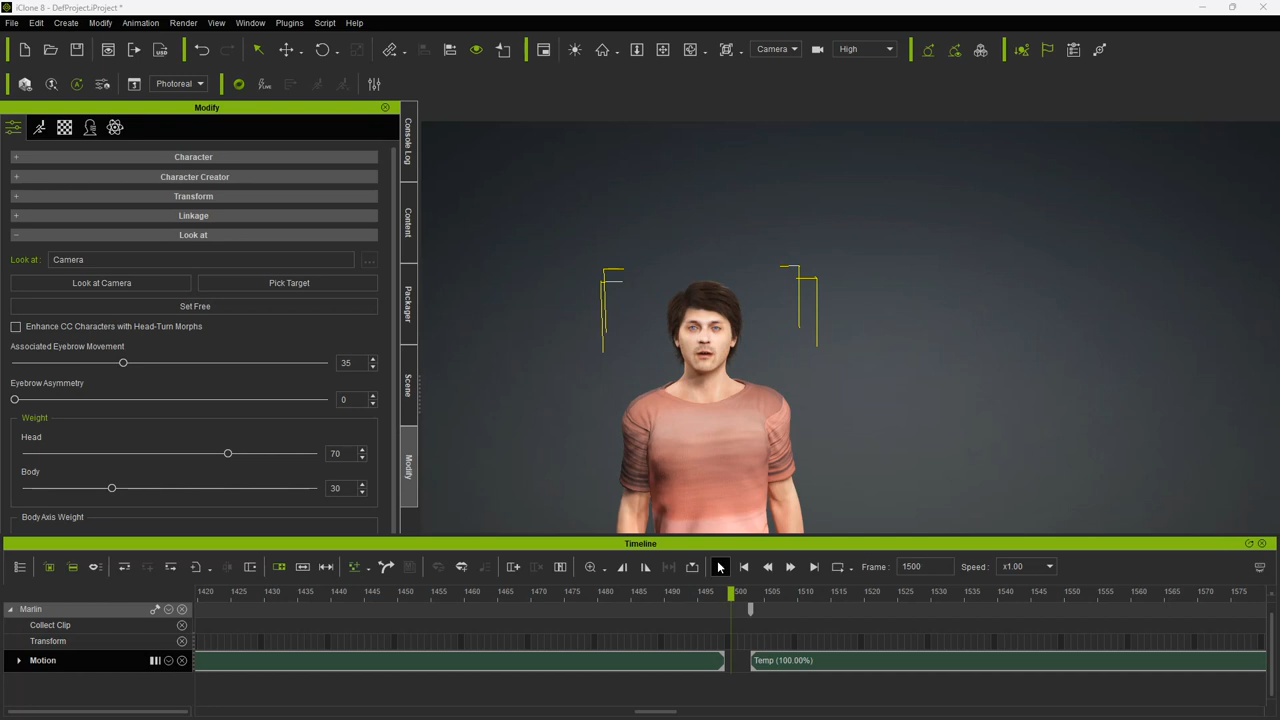 iClone 8 - DefProject.iProject *
File Edit Create Modify Animation Render View Window Plugins Script Help
Camera High
Photoreal
Modify
Console Log
Content
Packager
Scene
Modify
+ Character
+ Character Creator
+ Transform
+ Linkage
− Look at
Look at : Camera ...
Look at Camera Pick Target
Set Free
Enhance CC Characters with Head-Turn Morphs
Associated Eyebrow Movement
35
Eyebrow Asymmetry
0
Weight
Head
70
Body
30
Body Axis Weight
Timeline
Frame : 1500 Speed : x1.00
1420 1425 1430 1435 1440 1445 1450 1455 1460 1465 1470 1475 1480 1485 1490 1495 500 1505 1510 1515 1520 1525 1530 1535 1540 1545 1550 1555 1560 1565 1570 1575
Marlin
Collect Clip
Transform
Motion Temp (100.00%)